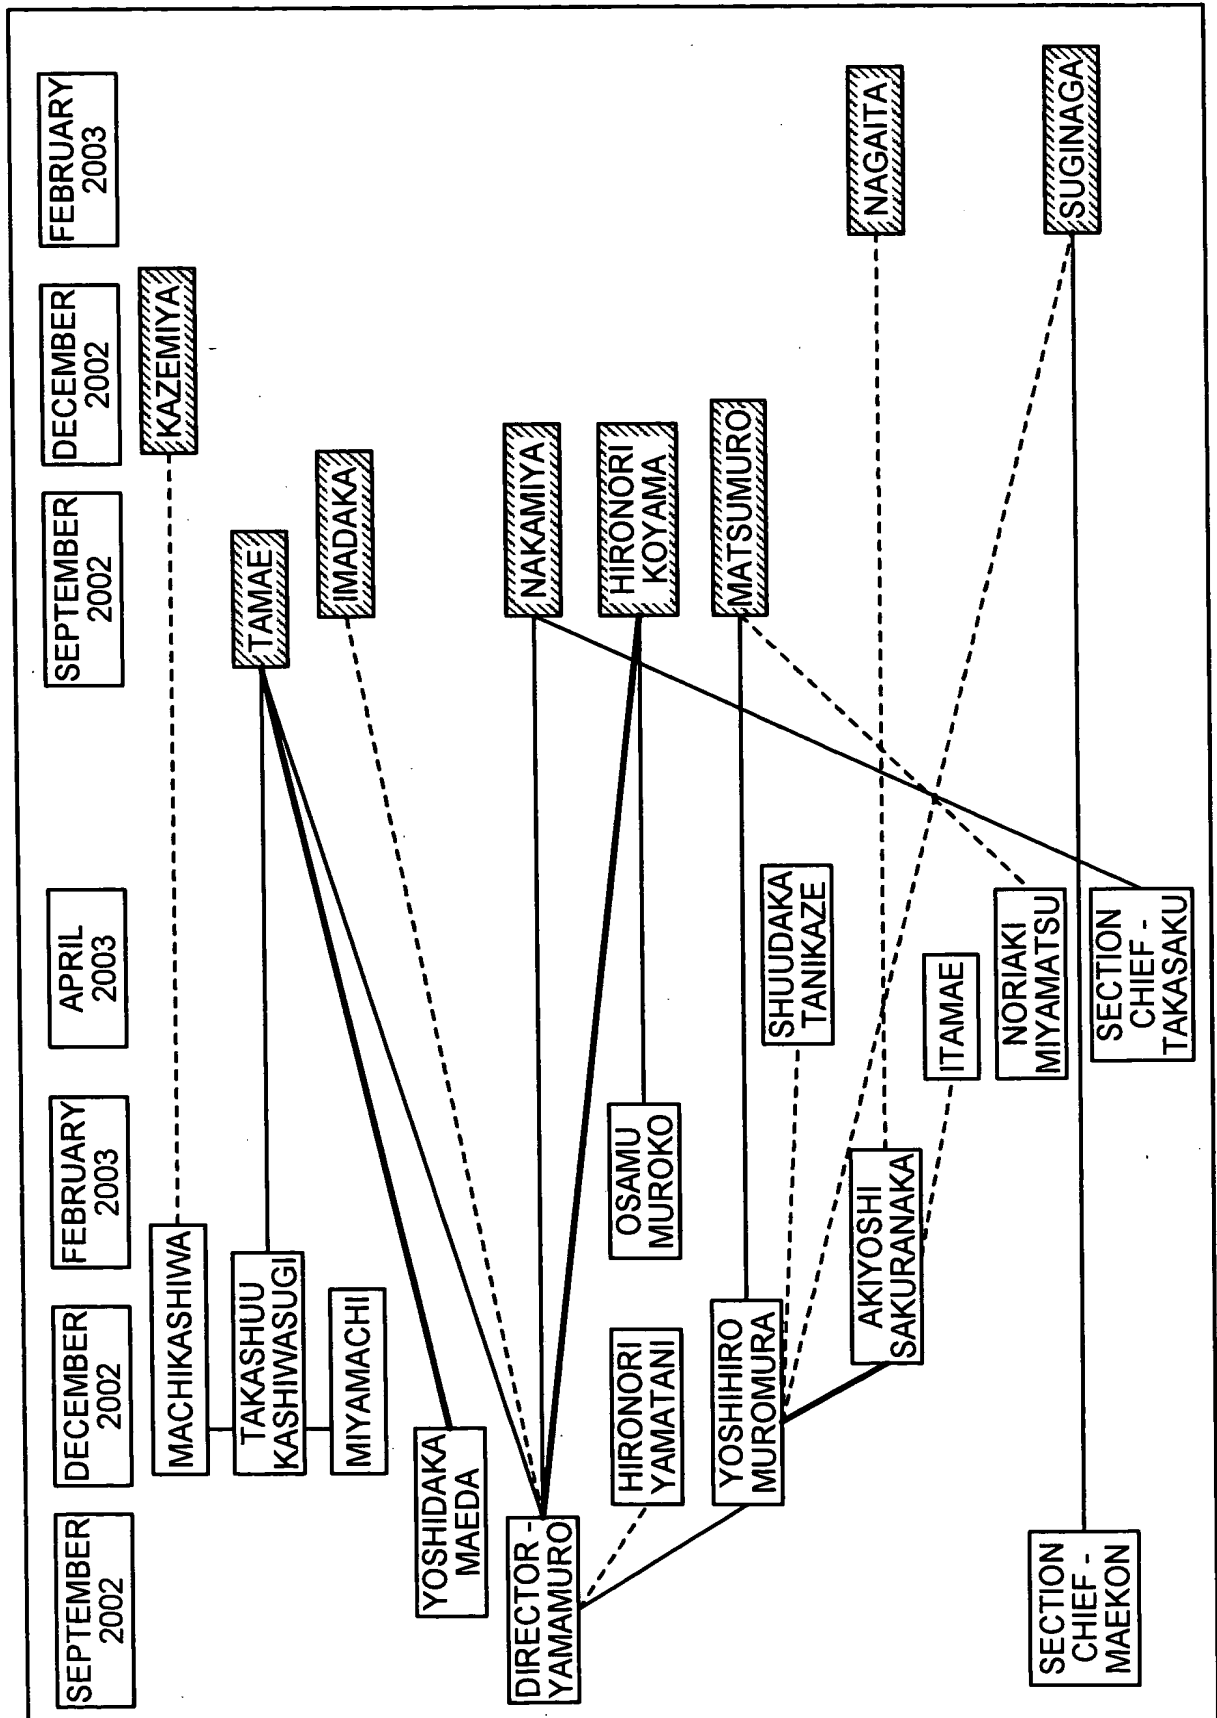 SEPTEMBER
2002
DECEMBER
2002
FEBRUARY
2003
APRIL
2003
SEPTEMBER
2002
DECEMBER
2002
FEBRUARY
2003
MACHIKASHIWA
KAZEMIYA
TAKASHUU
KASHIWASUGI
TAMAE
MIYAMACHI
IMADAKA
YOSHIDAKA
MAEDA
DIRECTOR -
YAMAMURO
NAKAMIYA
HIRONORI
YAMATANI
OSAMU
MUROKO
HIRONORI
KOYAMA
YOSHIHIRO
MUROMURA
MATSUMURO
SHUUDAKA
TANIKAZE
AKIYOSHI
SAKURANAKA
NAGAITA
ITAMAE
NORIAKI
MIYAMATSU
SECTION
CHIEF -
MAEKON
SUGINAGA
SECTION
CHIEF -
TAKASAKU